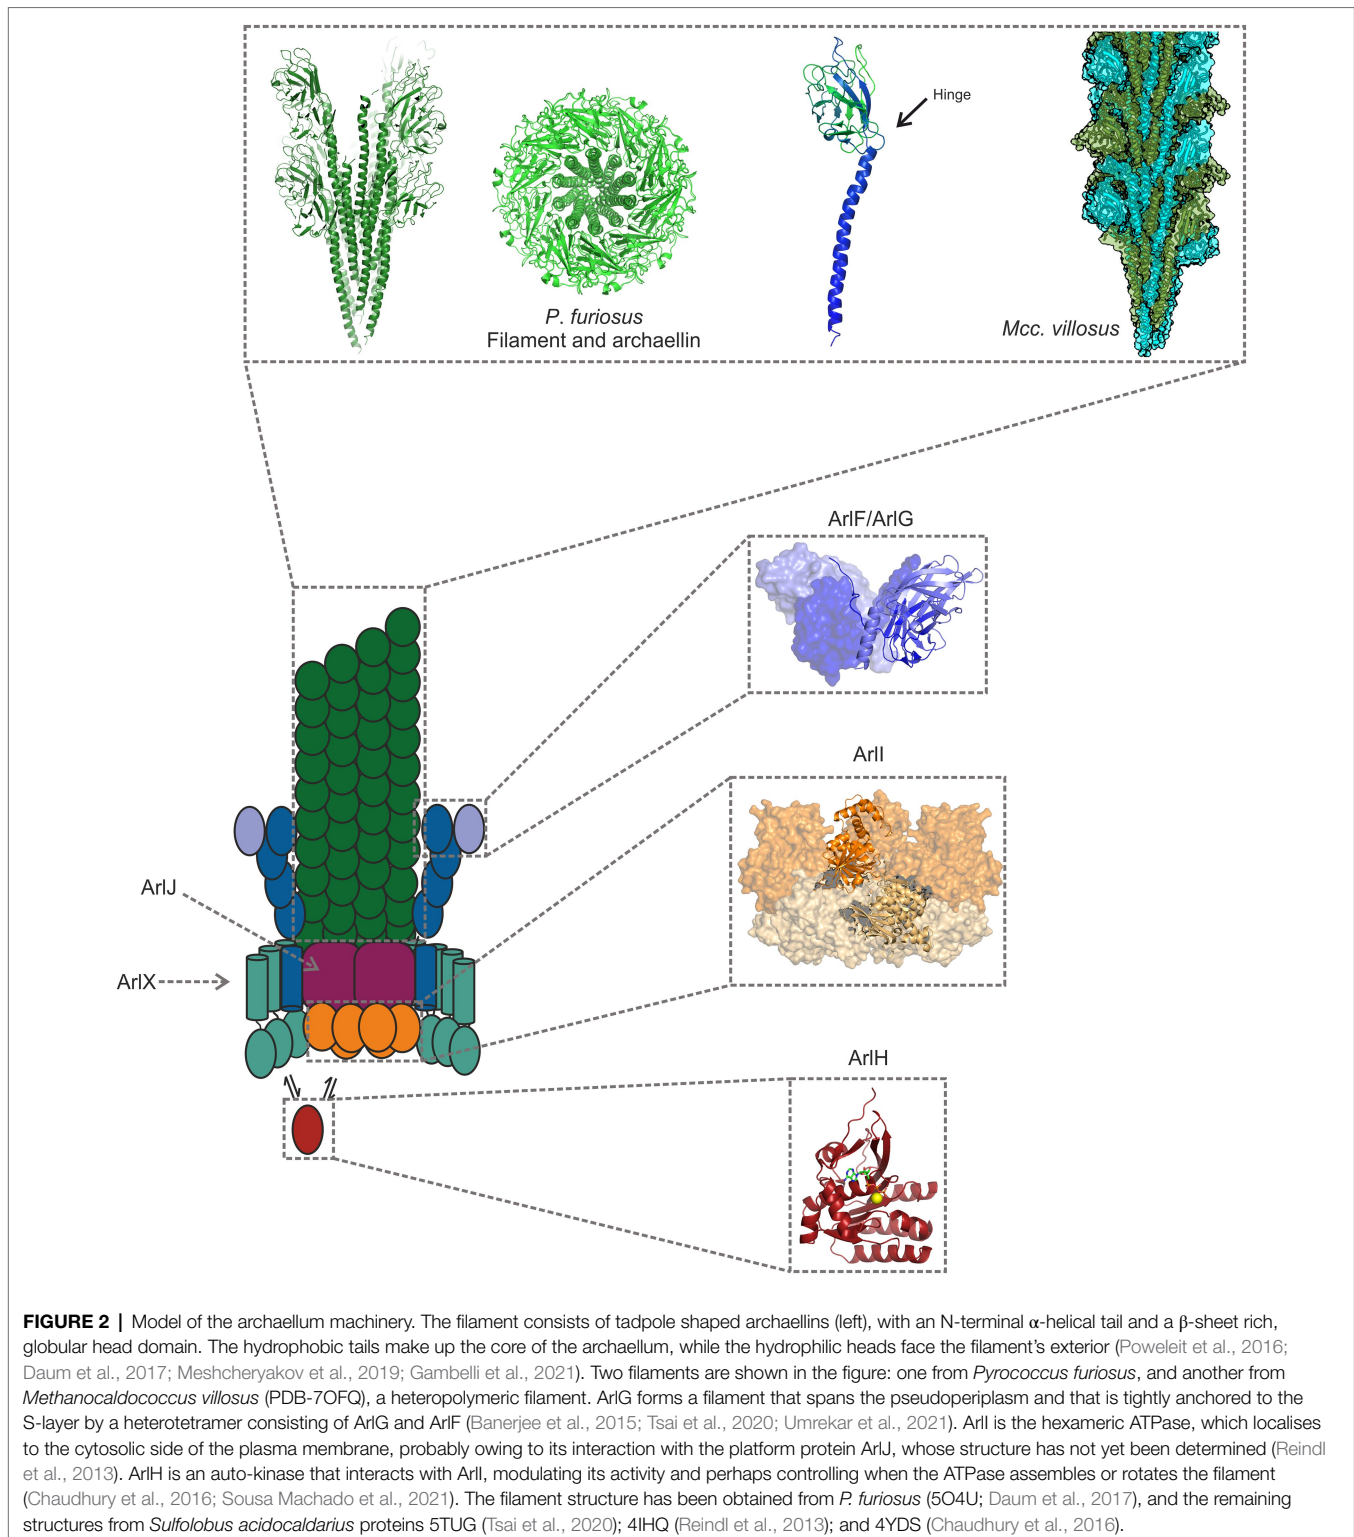 Hinge
P. furiosus
Filament and archaellin
Mcc. villosus
ArlF/ArlG
ArlI
ArlJ
ArlX
ArlH
FIGURE 2 | Model of the archaellum machinery. The filament consists of tadpole shaped archaellins (left), with an N-terminal α-helical tail and a β-sheet rich,
globular head domain. The hydrophobic tails make up the core of the archaellum, while the hydrophilic heads face the filament's exterior (Poweleit et al., 2016;
Daum et al., 2017; Meshcheryakov et al., 2019; Gambelli et al., 2021). Two filaments are shown in the figure: one from Pyrococcus furiosus, and another from
Methanocaldococcus villosus (PDB-7OFQ), a heteropolymeric filament. ArlG forms a filament that spans the pseudoperiplasm and that is tightly anchored to the
S-layer by a heterotetramer consisting of ArlG and ArlF (Banerjee et al., 2015; Tsai et al., 2020; Umrekar et al., 2021). ArlI is the hexameric ATPase, which localises
to the cytosolic side of the plasma membrane, probably owing to its interaction with the platform protein ArlJ, whose structure has not yet been determined (Reindl
et al., 2013). ArlH is an auto-kinase that interacts with ArlI, modulating its activity and perhaps controlling when the ATPase assembles or rotates the filament
(Chaudhury et al., 2016; Sousa Machado et al., 2021). The filament structure has been obtained from P. furiosus (5O4U; Daum et al., 2017), and the remaining
structures from Sulfolobus acidocaldarius proteins 5TUG (Tsai et al., 2020); 4IHQ (Reindl et al., 2013); and 4YDS (Chaudhury et al., 2016).